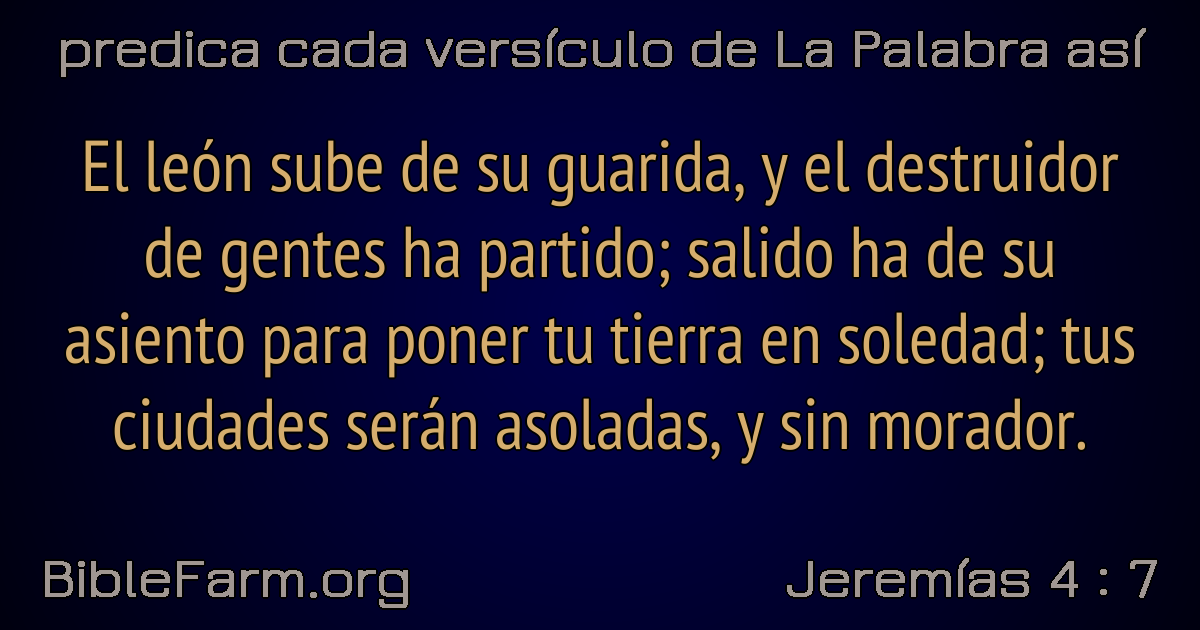 predica cada versículo de La Palabra así
El león sube de su guarida, y el destruidor
de gentes ha partido; salido ha de su
asiento para poner tu tierra en soledad; tus
ciudades serán asoladas, y sin morador.
BibleFarm.org
Jeremías 4 : 7